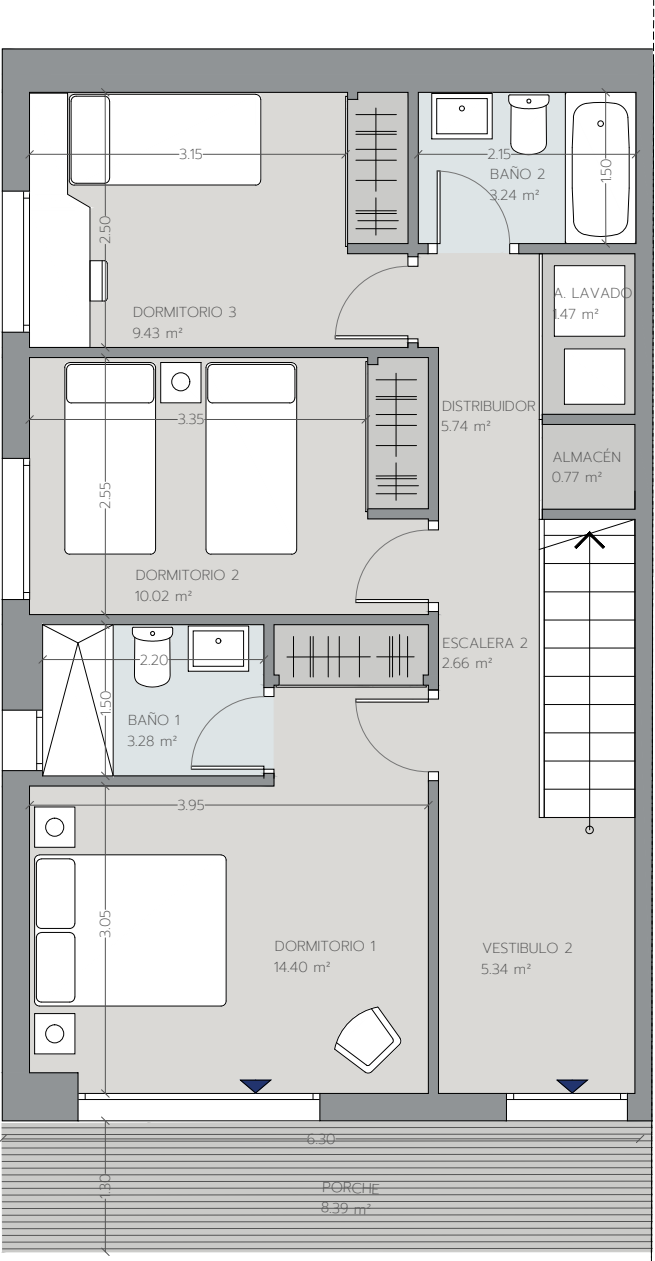 3.15
2.15
BAÑO 2
3.24 m²
1.50
2.50
DORMITORIO 3
9.43 m²
A. LAVADO
1.47 m²
DISTRIBUIDOR
5.74 m²
3.35
ALMACÉN
0.77 m²
2.55
DORMITORIO 2
10.02 m²
ESCALERA 2
2.66 m²
2.20
1.50
BAÑO 1
3.28 m²
3.95
3.05
DORMITORIO 1
14.40 m²
VESTIBULO 2
5.34 m²
6.30
1.30
PORCHE
8.39 m²